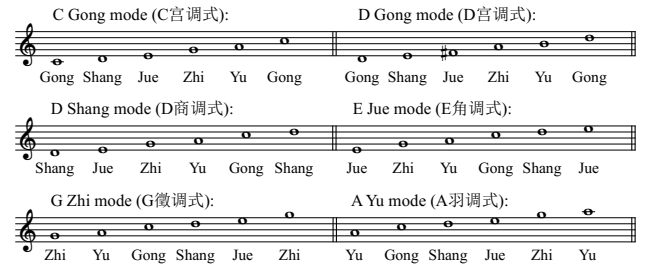 C Gong mode (C宫调式): D Gong mode (D宫调式):
Gong Shang Jue Zhi Yu Gong Gong Shang Jue Zhi Yu Gong
D Shang mode (D商调式): E Jue mode (E角调式):
Shang Jue Zhi Yu Gong Shang Jue Zhi Yu Gong Shang Jue
G Zhi mode (G徵调式): A Yu mode (A羽调式):
Zhi Yu Gong Shang Jue Zhi Yu Gong Shang Jue Zhi Yu